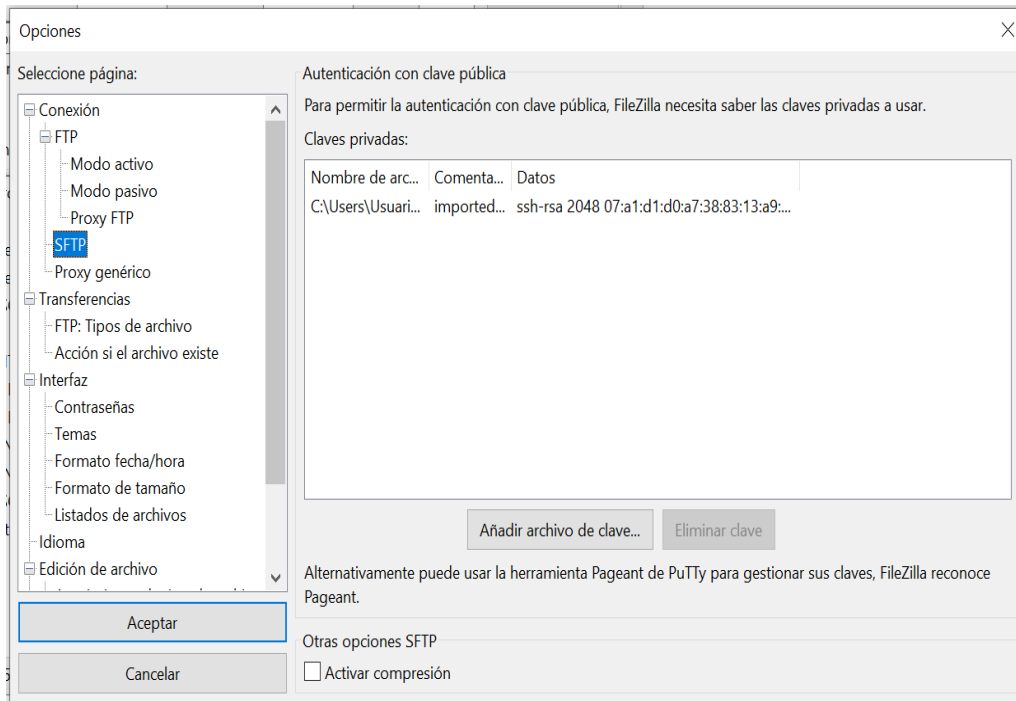 Opciones
Seleccione página:
Conexión
FTP
Modo activo
Modo pasivo
Proxy FTP
SFTP
Proxy genérico
Transferencias
FTP: Tipos de archivo
Acción si el archivo existe
Interfaz
Contraseñas
Temas
Formato fecha/hora
Formato de tamaño
Listados de archivos
Idioma
Edición de archivo
Aceptar
Cancelar
Autenticación con clave pública
Para permitir la autenticación con clave pública, FileZilla necesita saber las claves privadas a usar.
Claves privadas:
Nombre de arc... Comenta... Datos
C:\Users\Usuari... imported... ssh-rsa 2048 07:a1:d1:d0:a7:38:83:13:a9:...
Añadir archivo de clave... Eliminar clave
Alternativamente puede usar la herramienta Pageant de PuTTy para gestionar sus claves, FileZilla reconoce
Pageant.
Otras opciones SFTP
Activar compresión